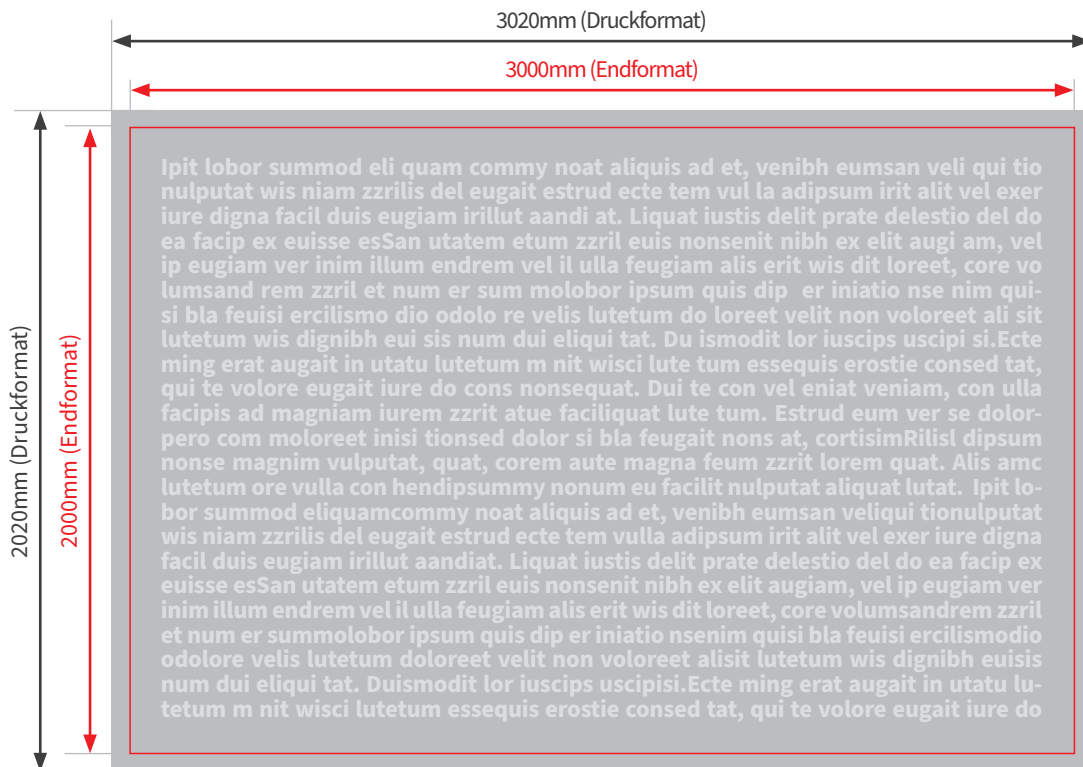 3020mm (Druckformat)
3000mm (Endformat)
2020mm (Druckformat)
2000mm (Endformat)
Ipit lobor summod eli quam commy noat aliquis ad et, venibh eumsan veli qui tio
nulputat wis niam zzrilis del eugait estrud ecte tem vul la adipsum irit alit vel exer
iure digna facil duis eugiam irillut aandi at. Liquat iustis delit prate delestio del do
ea facip ex euisse esSan utatem etum zzril euis nonsenit nibh ex elit augi am, vel
ip eugiam ver inim illum endrem vel il ulla feugiam alis erit wis dit loreet, core vo
lumsand rem zzril et num er sum molobor ipsum quis dip  er iniatio nse nim qui-
si bla feuisi ercilismo dio odolo re velis lutetum do loreet velit non voloreet ali sit
lutetum wis dignibh eui sis num dui eliqui tat. Du ismodit lor iuscips uscipi si.Ecte
ming erat augait in utatu lutetum m nit wisci lute tum essequis erostie consed tat,
qui te volore eugait iure do cons nonsequat. Dui te con vel eniat veniam, con ulla
facipis ad magniam iurem zzrit atue faciliquat lute tum. Estrud eum ver se dolor-
pero com moloreet inisi tionsed dolor si bla feugait nons at, cortisimRilisl dipsum
nonse magnim vulputat, quat, corem aute magna feum zzrit lorem quat. Alis amc
lutetum ore vulla con hendipsummy nonum eu facilit nulputat aliquat lutat.  Ipit lo-
bor summod eliquamcommy noat aliquis ad et, venibh eumsan veliqui tionulputat
wis niam zzrilis del eugait estrud ecte tem vulla adipsum irit alit vel exer iure digna
facil duis eugiam irillut aandiat. Liquat iustis delit prate delestio del do ea facip ex
euisse esSan utatem etum zzril euis nonsenit nibh ex elit augiam, vel ip eugiam ver
inim illum endrem vel il ulla feugiam alis erit wis dit loreet, core volumsandrem zzril
et num er summolobor ipsum quis dip er iniatio nsenim quisi bla feuisi ercilismodio
odolore velis lutetum doloreet velit non voloreet alisit lutetum wis dignibh euisis
num dui eliqui tat. Duismodit lor iuscips uscipisi.Ecte ming erat augait in utatu lu-
tetum m nit wisci lutetum essequis erostie consed tat, qui te volore eugait iure do